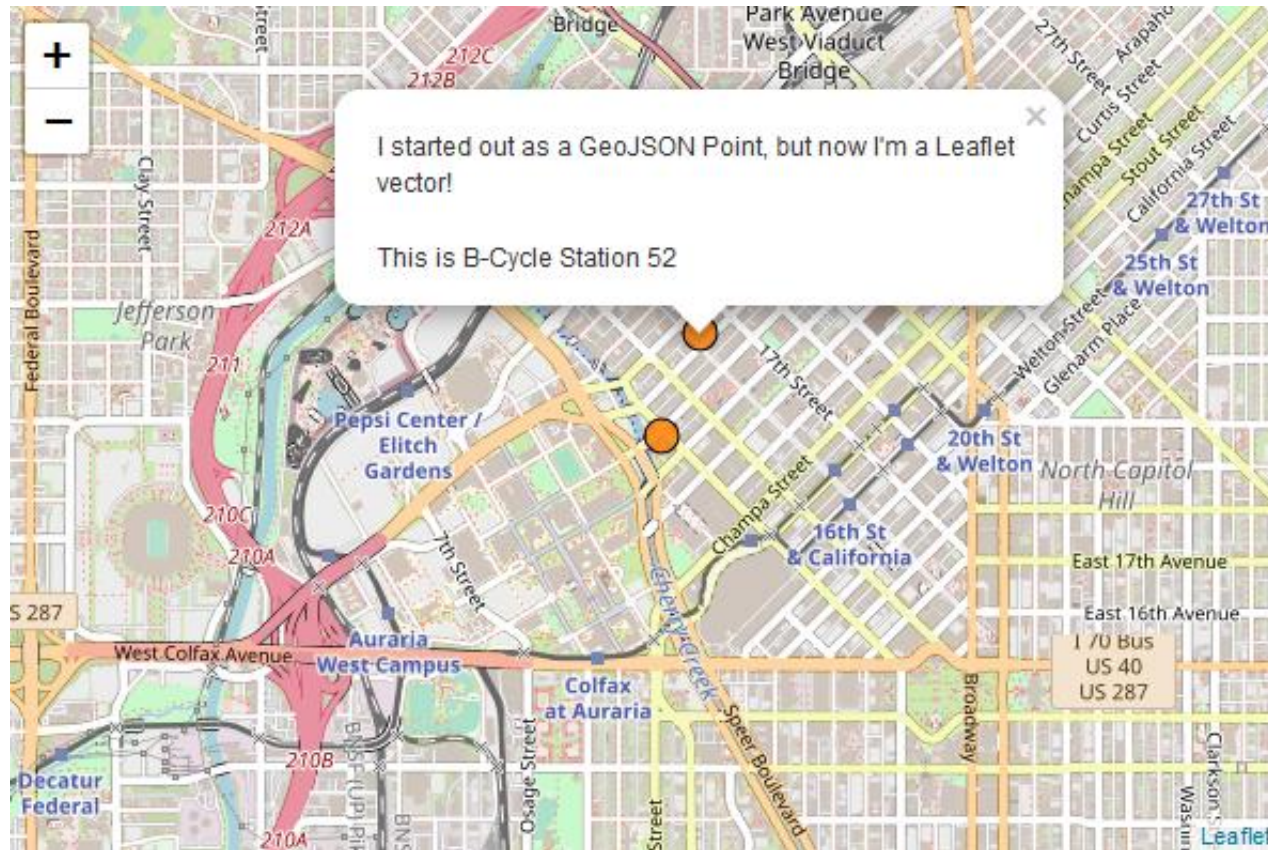 +
−
Street
Bridge
Park Avenue
West Viaduct
Bridge
27th Street
Arapaho
Curtis Street
212C
212B
×
I started out as a GeoJSON Point, but now I'm a Leaflet
vector!
This is B-Cycle Station 52
Champa Street
Stout Street
California Street
27th St
& Welton
25th St
& Welton
Clay Street
212A
Federal Boulevard
Jefferson
Park
211
17th Street
Welton Street
Glenarm Place
Pepsi Center /
Elitch
Gardens
20th St
& Welton
North Capitol
Hill
210C
Champa Street
16th St
& California
210A
7th Street
East 17th Avenue
Cherry Creek
S 287
East 16th Avenue
Auraria
West Campus
West Colfax Avenue
I 70 Bus
US 40
US 287
Colfax
at Auraria
Broadway
Speer Boulevard
Osage Street
210B
Decatur
Federal
Clarkson S
Street
210A
Leaflet